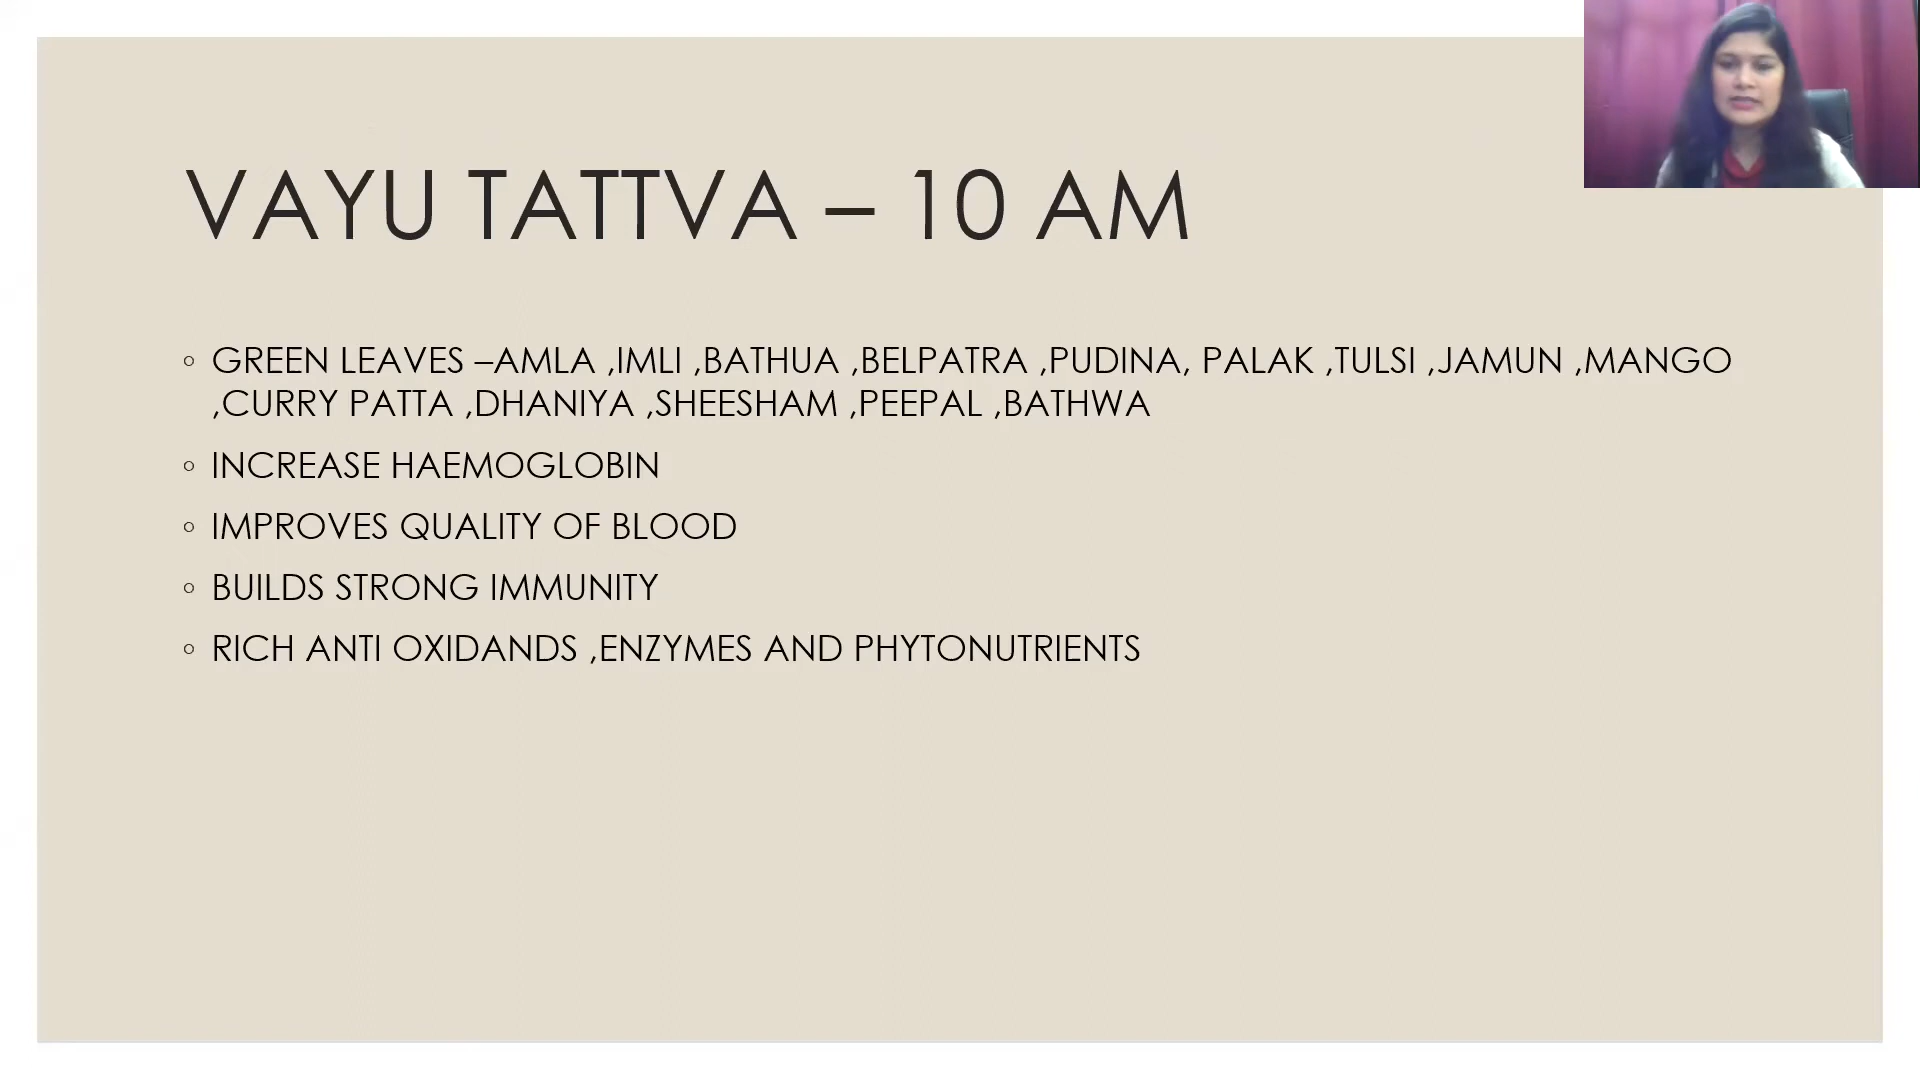 VAYU TATTVA – 10 AM
◦ GREEN LEAVES –AMLA ,IMLI ,BATHUA ,BELPATRA ,PUDINA, PALAK ,TULSI ,JAMUN ,MANGO
,CURRY PATTA ,DHANIYA ,SHEESHAM ,PEEPAL ,BATHWA
◦ INCREASE HAEMOGLOBIN
◦ IMPROVES QUALITY OF BLOOD
◦ BUILDS STRONG IMMUNITY
◦ RICH ANTI OXIDANDS ,ENZYMES AND PHYTONUTRIENTS